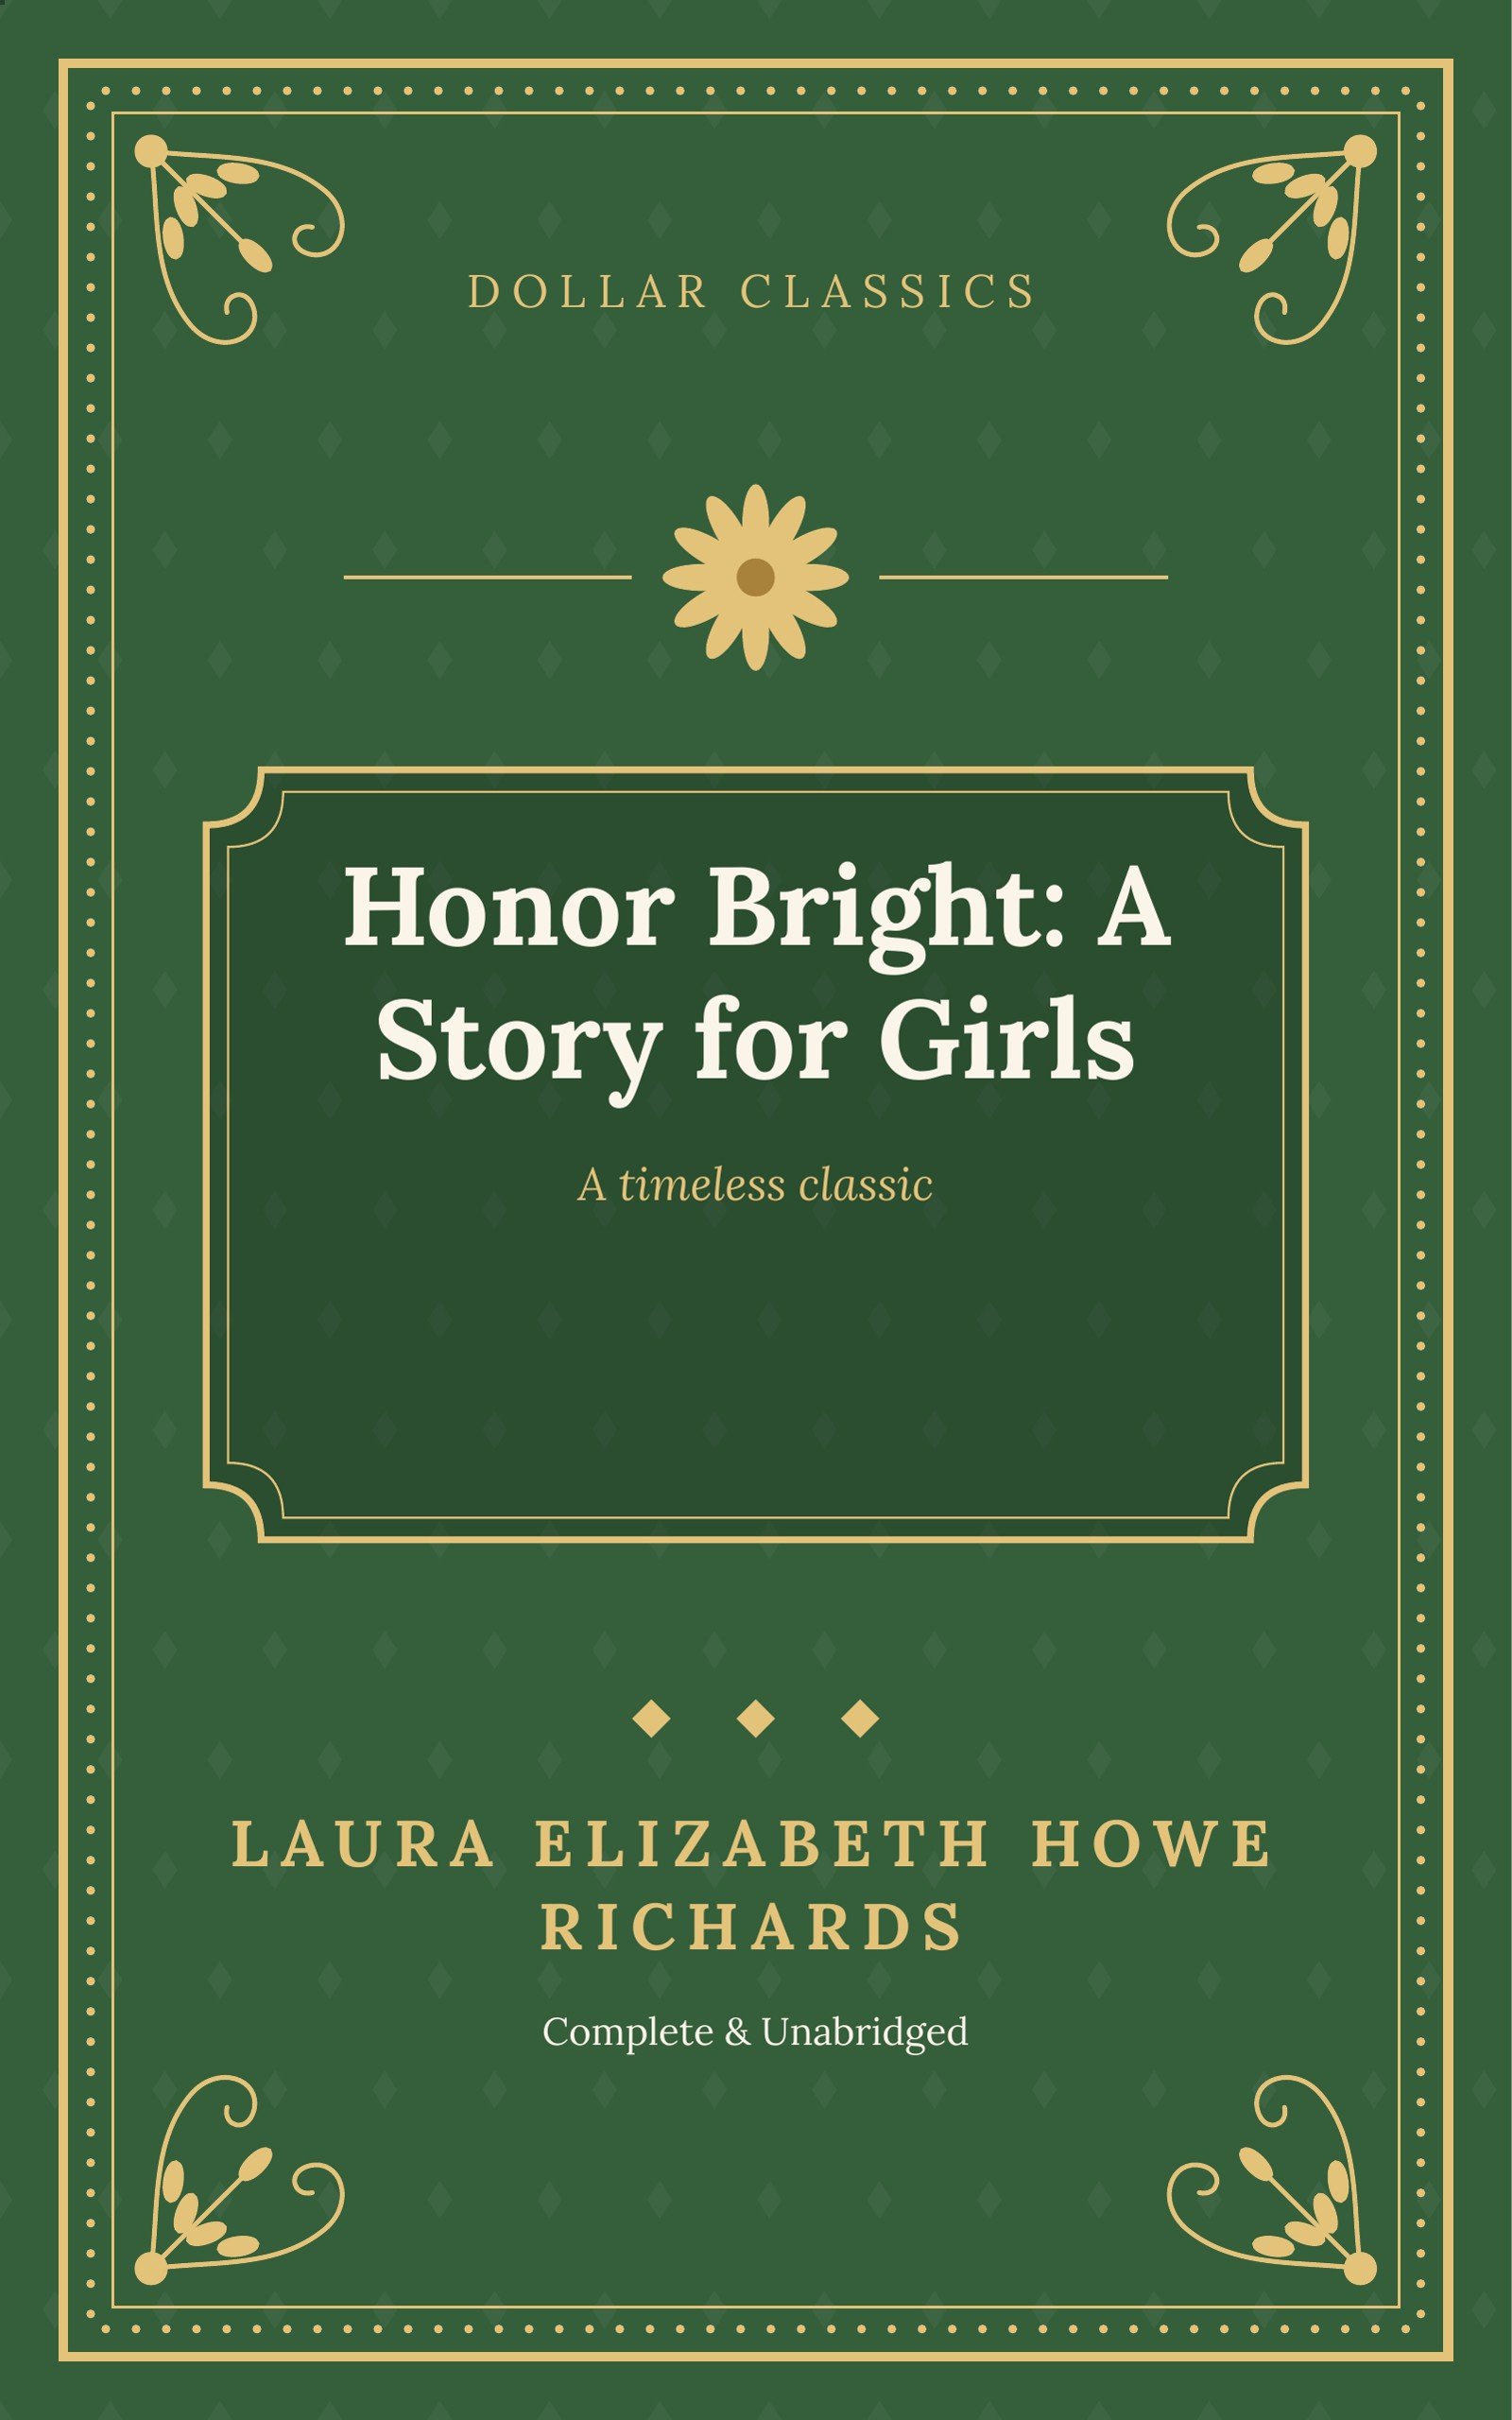 DOLLAR CLASSICS
Honor Bright: A
Story for Girls
A timeless classic
LAURA ELIZABETH HOWE
RICHARDS
Complete & Unabridged